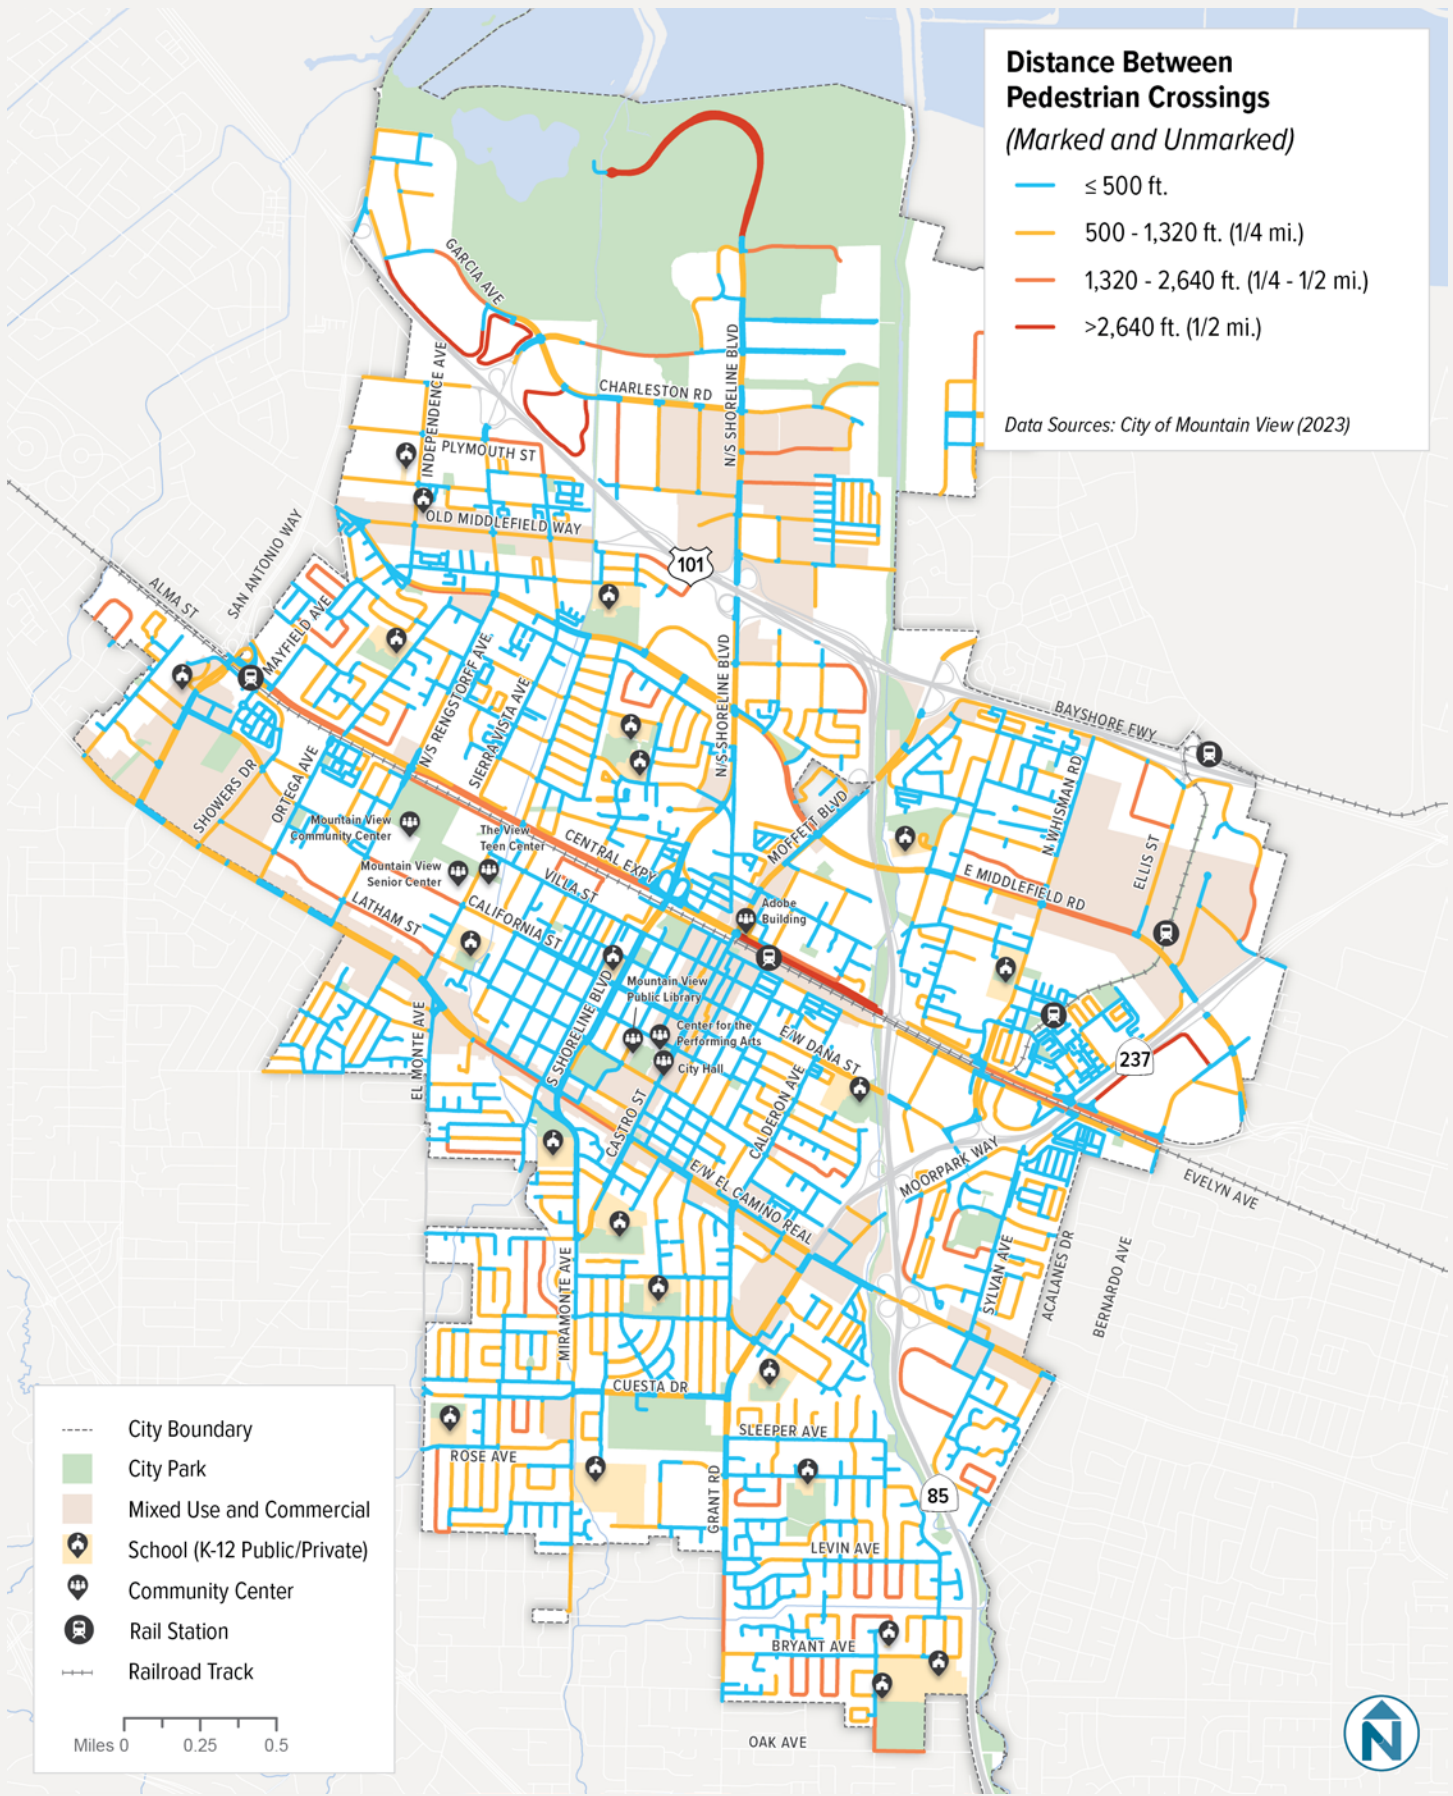 Distance Between
Pedestrian Crossings
(Marked and Unmarked)
≤ 500 ft.
500 - 1,320 ft. (1/4 mi.)
1,320 - 2,640 ft. (1/4 - 1/2 mi.)
>2,640 ft. (1/2 mi.)
Data Sources: City of Mountain View (2023)
GARCIA AVE
INDEPENDENCE AVE
CHARLESTON RD
N/S SHORELINE BLVD
PLYMOUTH ST
OLD MIDDLEFIELD WAY
101
SAN ANTONIO WAY
ALMA ST
MAYFIELD AVE
N/S RENGSTORFF AVE
SIERRA VISTA AVE
N/S SHORELINE BLVD
BAYSHORE FWY
N WHISMAN RD
SHOWERS DR
ORTEGA AVE
Mountain View
Community Center
The View
Teen Center
Mountain View
Senior Center
CENTRAL EXPY
VILLA ST
MOFFETT BLVD
E MIDDLEFIELD RD
ELLIS ST
LATHAM ST
CALIFORNIA ST
Adobe
Building
Mountain View
Public Library
Center for the
Performing Arts
City Hall
S SHORELINE BLVD
EL MONTE AVE
E/W DANA ST
CALDERON AVE
CASTRO ST
237
MOORPARK WAY
EVELYN AVE
E/W EL CAMINO REAL
SYLVAN AVE
ACALANES DR
BERNARDO AVE
MIRAMONTE AVE
CUESTA DR
SLEEPER AVE
ROSE AVE
GRANT RD
85
LEVIN AVE
BRYANT AVE
OAK AVE
City Boundary
City Park
Mixed Use and Commercial
School (K-12 Public/Private)
Community Center
Rail Station
Railroad Track
Miles 0 0.25 0.5
N